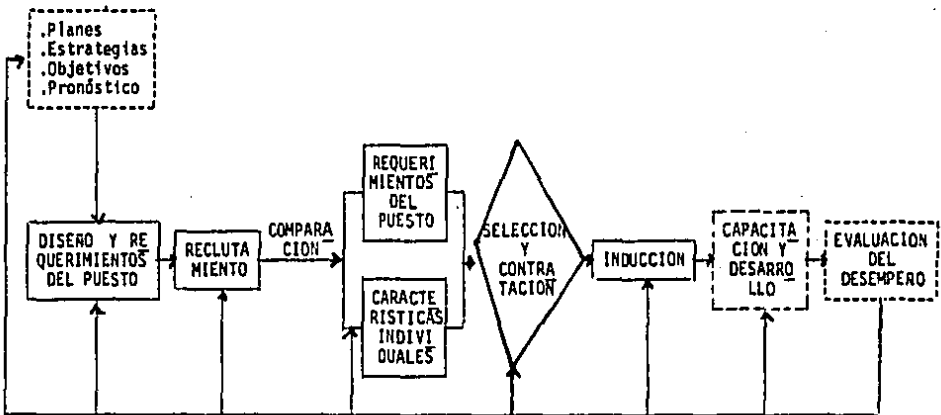 .Planes
.Estrategias
.Objetivos
.Pronóstico
DISEÑO Y RE
QUERIMIENTOS
DEL PUESTO
RECLUTA
MIENTO
COMPARA
CION
REQUERI
MIENTOS
DEL
PUESTO
CARACTE
RISTICAS
INDIVI
DUALES
SELECCION
Y
CONTRA
TACION
INDUCCION
CAPACITA
CION Y
DESARRO
LLO
EVALUACION
DEL
DESEMPEÑO